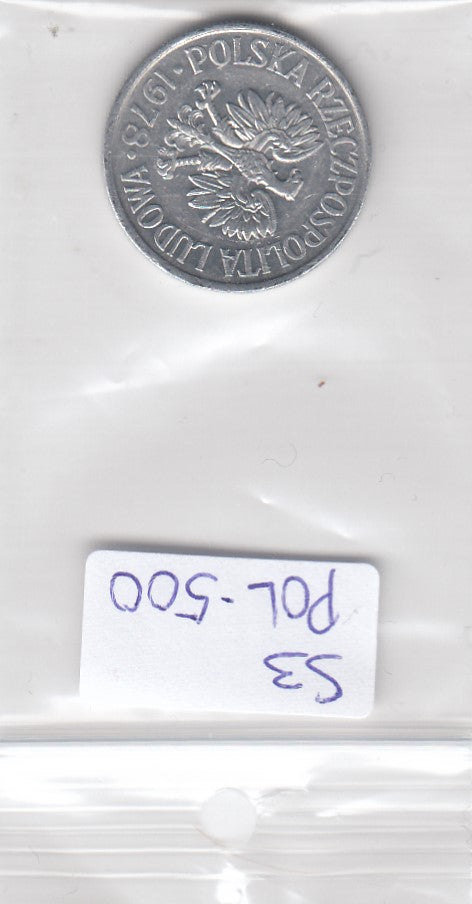 POLSKA RZECZPOSPOLITA LUDOWA · 1978 ·
S3
POL-500